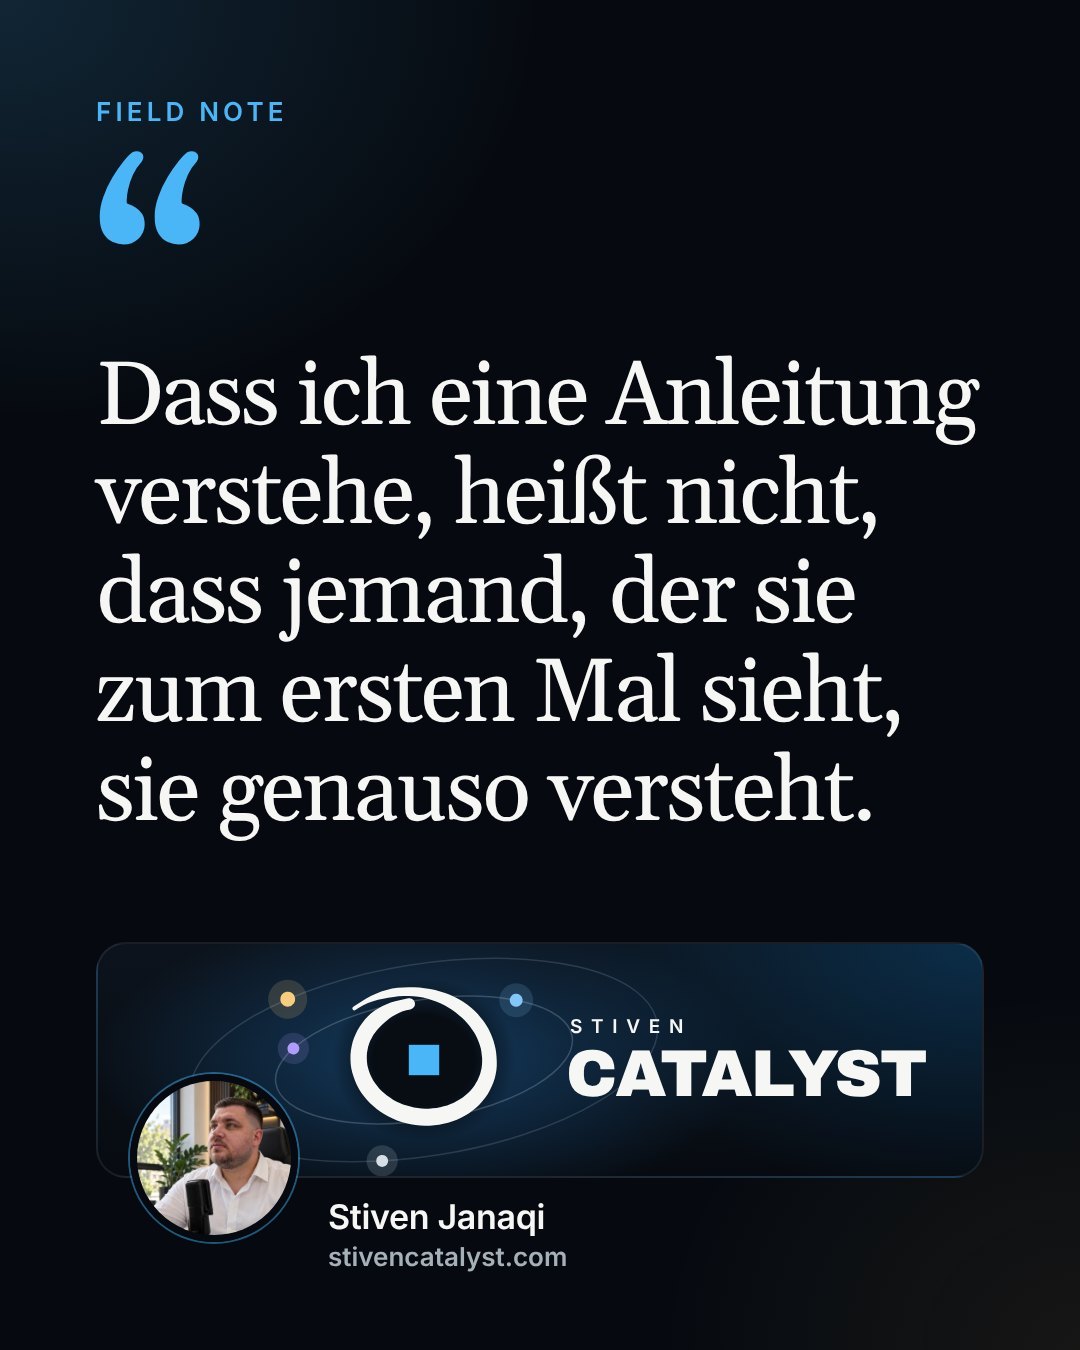 FIELD NOTE
“
Dass ich eine Anleitung
verstehe, heißt nicht,
dass jemand, der sie
zum ersten Mal sieht,
sie genauso versteht.
STIVEN
CATALYST
Stiven Janaqi
stivencatalyst.com